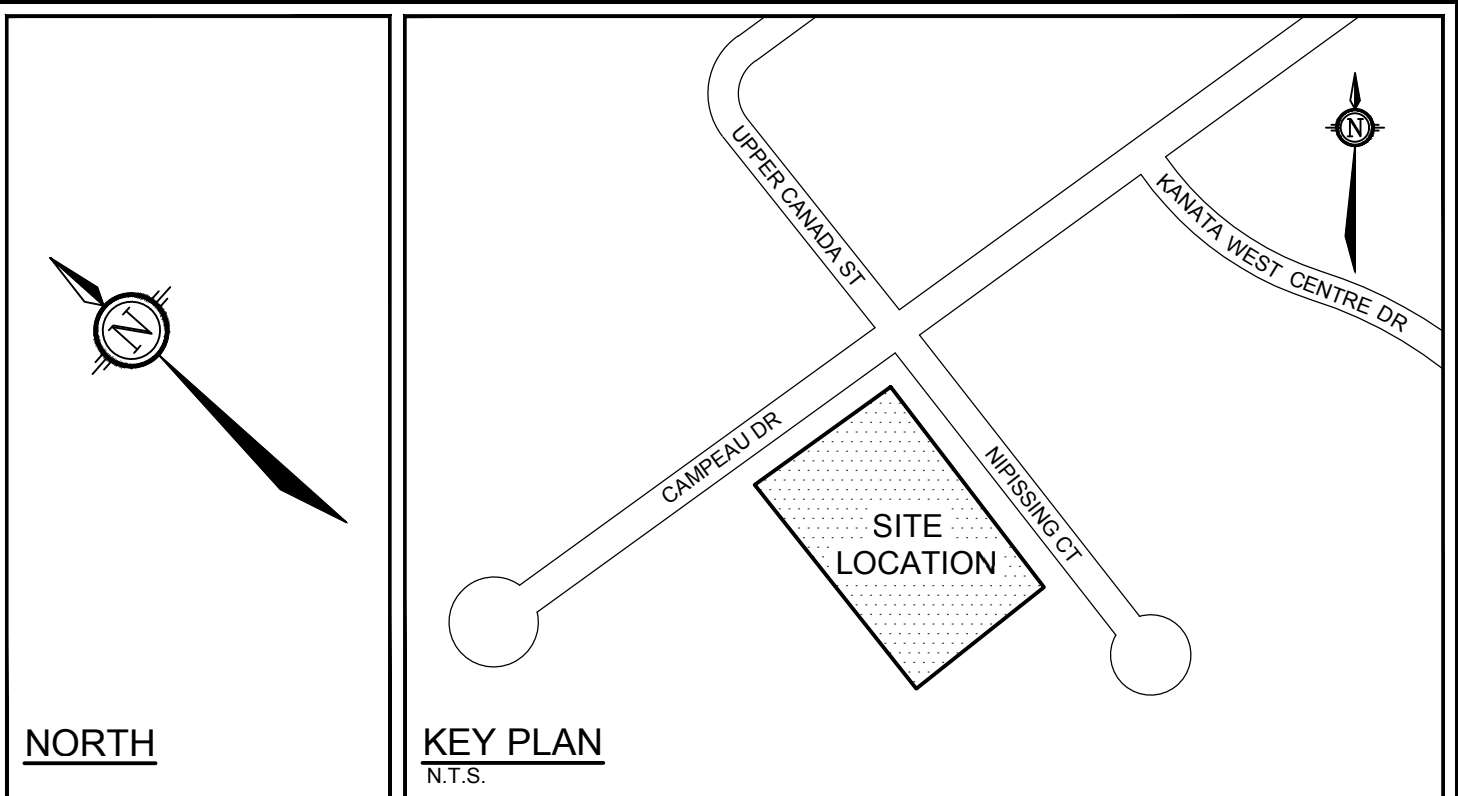 N
NORTH
UPPER CANADA ST
KANATA WEST CENTRE DR
N
CAMPEAU DR
NIPISSING CT
SITE
LOCATION
KEY PLAN
N.T.S.